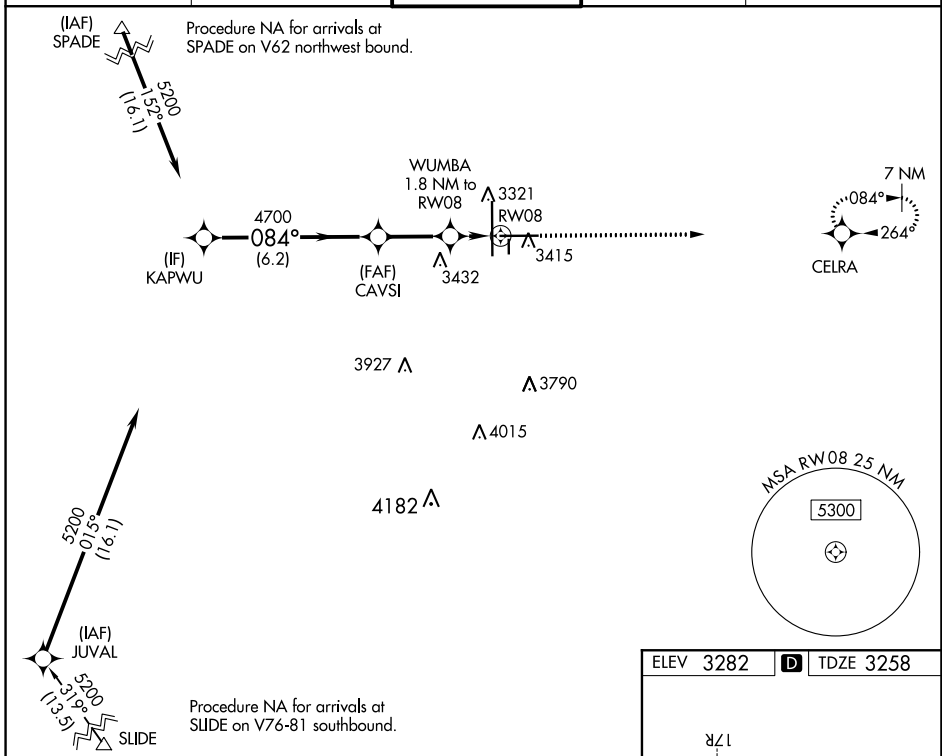 (IAF)
SPADE
Procedure NA for arrivals at
SPADE on V62 northwest bound.
5200
152°
(16.1)
WUMBA
1.8 NM to
RW08
3321
RW08
7 NM
084°
264°
4700
084°
(6.2)
(IF)
KAPWU
(FAF)
CAVSI
3432
3415
CELRA
3927
3790
4015
4182
MSA RW08 25 NM
5300
5200
015°
(16.1)
(IAF)
JUVAL
5200
319°
(13.5)
SLIDE
Procedure NA for arrivals at
SLIDE on V76-81 southbound.
ELEV 3282 D TDZE 3258
17R